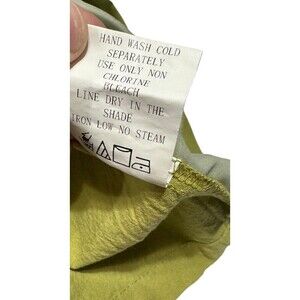 HAND WASH COLD
SEPARATELY
USE ONLY NON
CHLORINE
BLEACH
LINE DRY IN THE
SHADE
IRON LOW NO STEAM